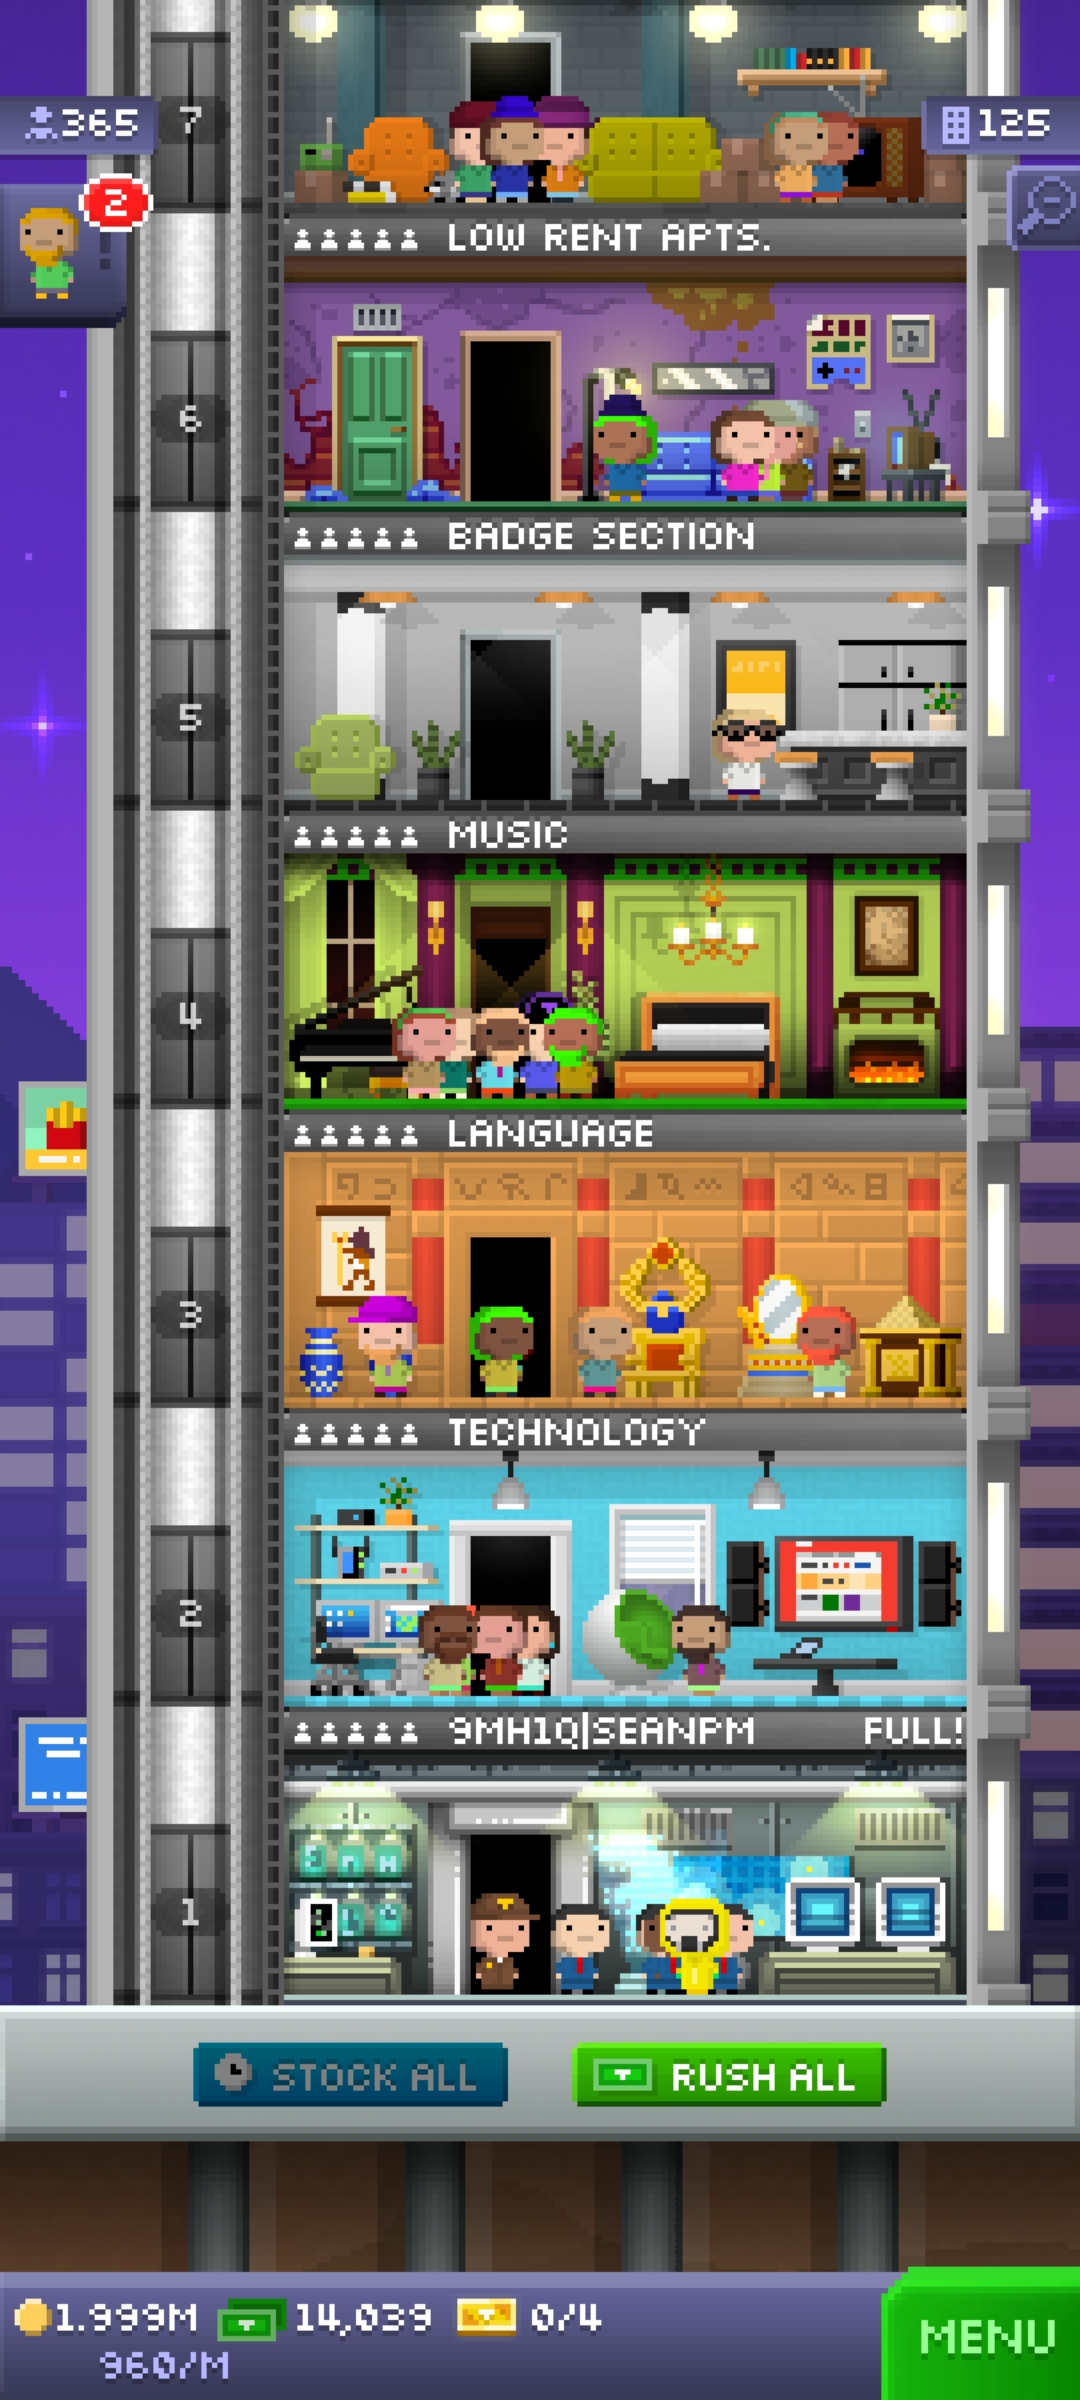 7
365
125
2
LOW RENT APTS.
6
BADGE SECTION
5
MUSIC
4
LANGUAGE
3
TECHNOLOGY
2
9MH1Q|SEANPM FULL!
1
STOCK ALL
RUSH ALL
1.999M 14,039 0/4
960/M
MENU